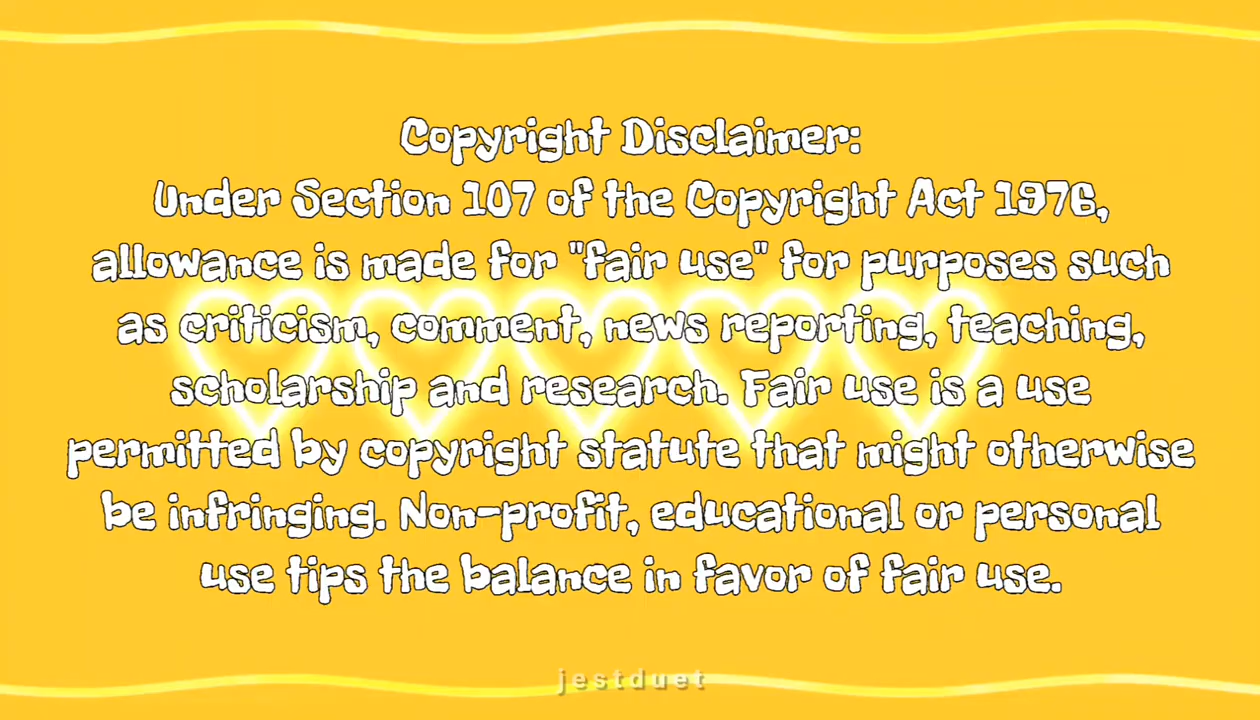 Copyright Disclaimer:
Under Section 107 of the Copyright Act 1976,
allowance is made for "fair use" for purposes such
as criticism, comment, news reporting, teaching,
scholarship and research. Fair use is a use
permitted by copyright statute that might otherwise
be infringing. Non-profit, educational or personal
use tips the balance in favor of fair use.
jestduet